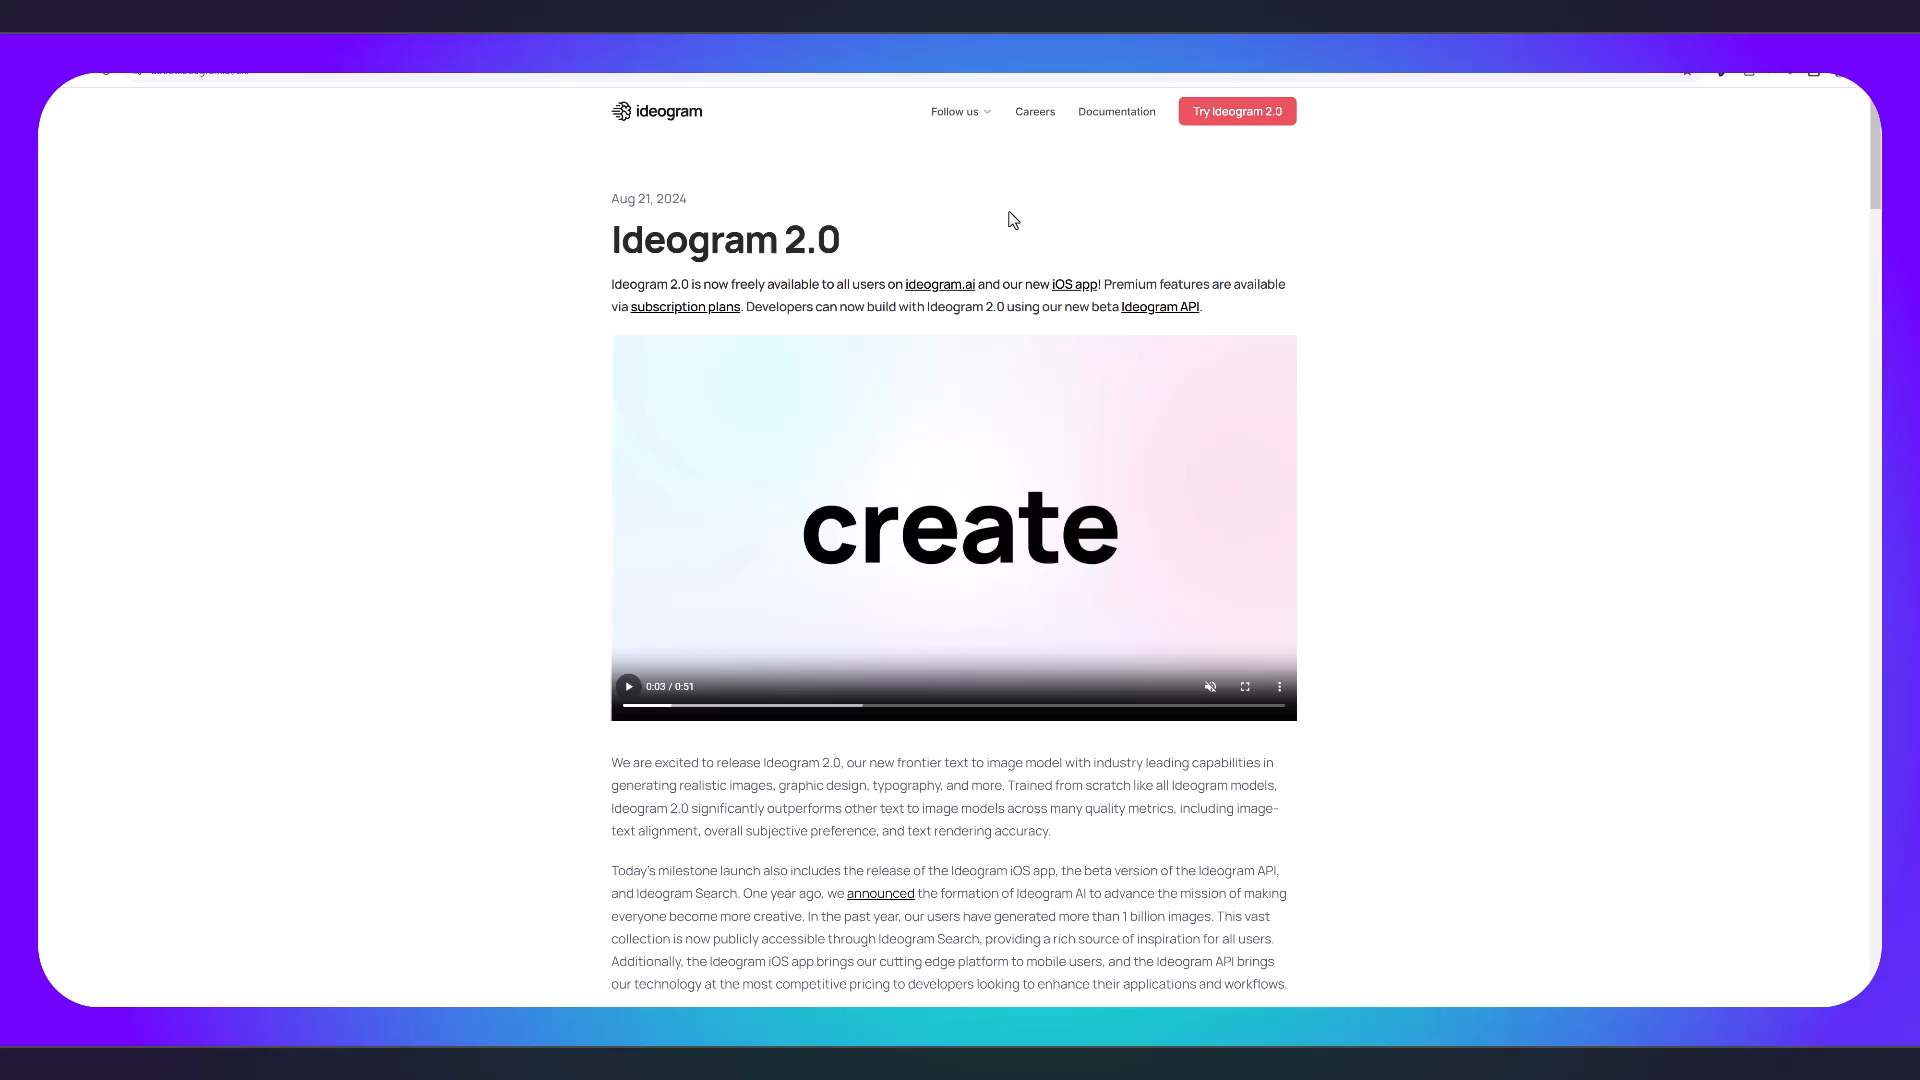 ideogram
Follow us
Careers
Documentation
Try Ideogram 2.0
Aug 21, 2024
Ideogram 2.0
Ideogram 2.0 is now freely available to all users on ideogram.ai and our new iOS app! Premium features are available
via subscription plans. Developers can now build with Ideogram 2.0 using our new beta Ideogram API.
create
0:03 / 0:51
We are excited to release Ideogram 2.0, our new frontier text to image model with industry leading capabilities in
generating realistic images, graphic design, typography, and more. Trained from scratch like all Ideogram models,
Ideogram 2.0 significantly outperforms other text to image models across many quality metrics, including image-
text alignment, overall subjective preference, and text rendering accuracy.
Today's milestone launch also includes the release of the Ideogram iOS app, the beta version of the Ideogram API,
and Ideogram Search. One year ago, we announced the formation of Ideogram AI to advance the mission of making
everyone become more creative. In the past year, our users have generated more than 1 billion images. This vast
collection is now publicly accessible through Ideogram Search, providing a rich source of inspiration for all users.
Additionally, the Ideogram iOS app brings our cutting edge platform to mobile users, and the Ideogram API brings
our technology at the most competitive pricing to developers looking to enhance their applications and workflows.